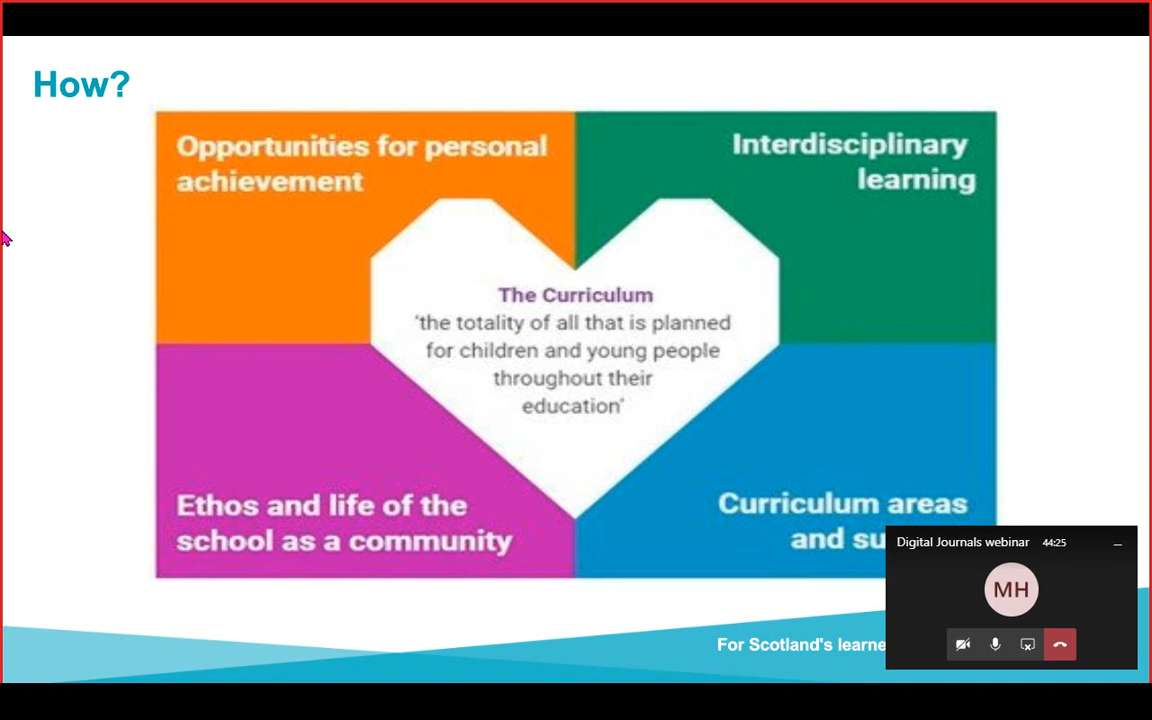 How?
Opportunities for personal
achievement
Interdisciplinary
learning
The Curriculum
‘the totality of all that is planned
for children and young people
throughout their
education’
Ethos and life of the
school as a community
Curriculum areas
and su
Digital Journals webinar 44:25
MH
For Scotland's learne